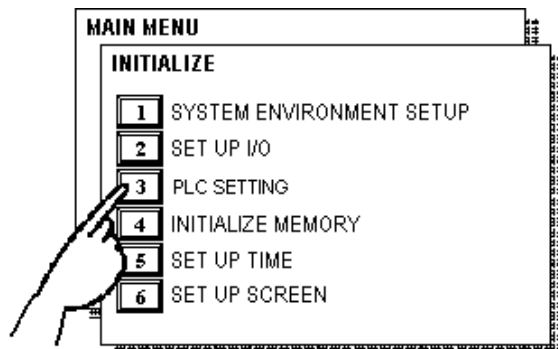 MAIN MENU
INITIALIZE
1 SYSTEM ENVIRONMENT SETUP
2 SET UP I/O
3 PLC SETTING
4 INITIALIZE MEMORY
5 SET UP TIME
6 SET UP SCREEN